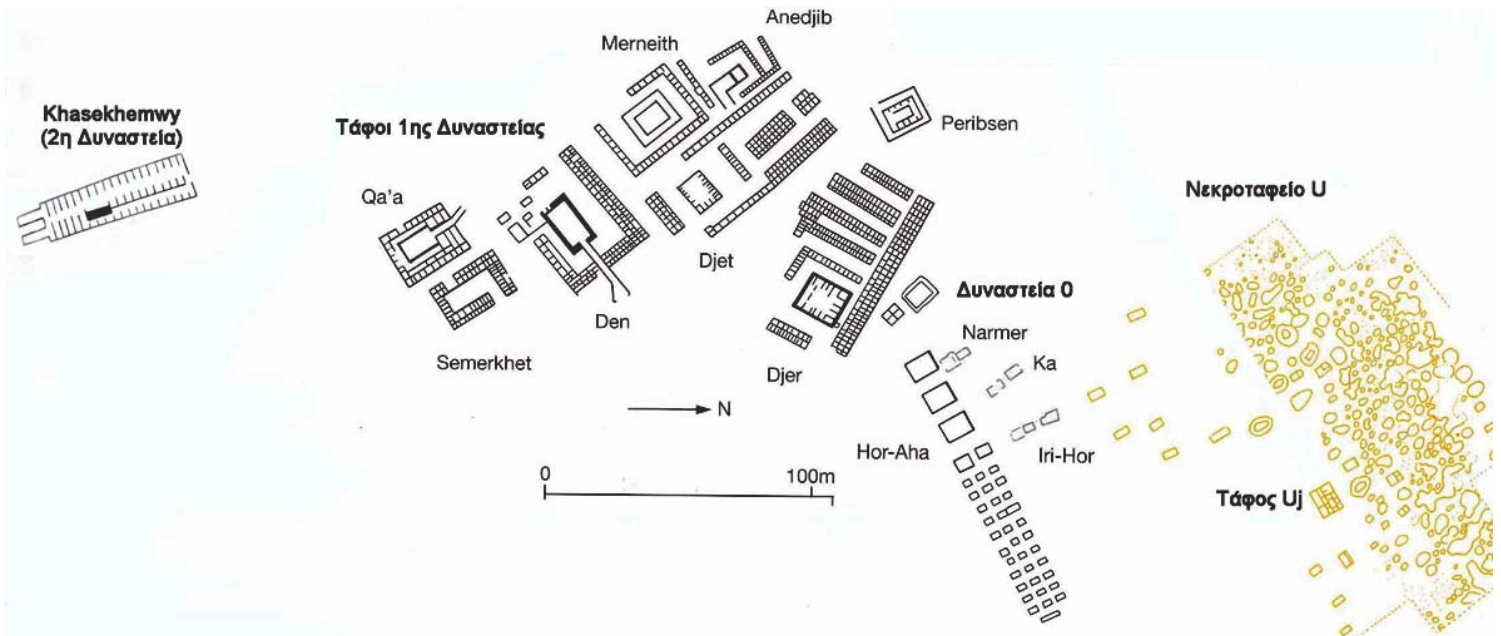 Anedjib
Merneith
Khasekhemwy
(2η Δυναστεία)
Τάφοι 1ης Δυναστείας
Peribsen
Qa'a
Νεκροταφείο U
Djet
Δυναστεία 0
Den
Narmer
Semerkhet
Ka
Djer
N
Hor-Aha
Iri-Hor
0
100m
Τάφος Uj